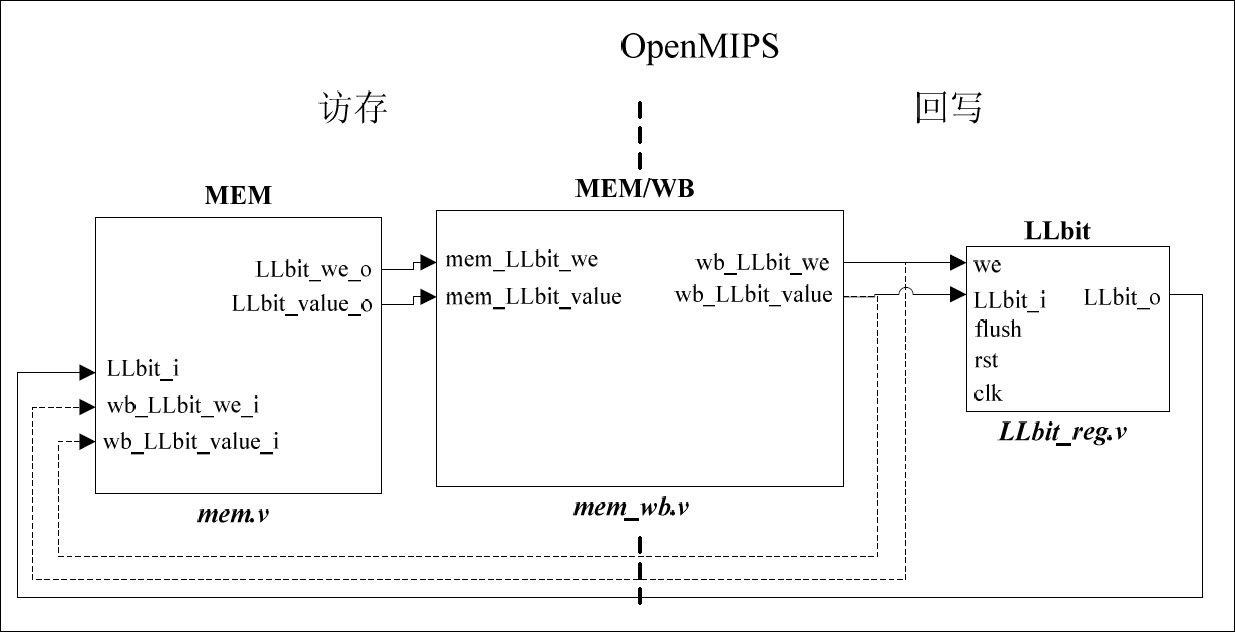 OpenMIPS
访存
回写
MEM
LLbit_we_o
LLbit_value_o
LLbit_i
wb_LLbit_we_i
wb_LLbit_value_i
mem.v
MEM/WB
mem_LLbit_we
mem_LLbit_value
wb_LLbit_we
wb_LLbit_value
mem_wb.v
LLbit
we
LLbit_i
LLbit_o
flush
rst
clk
LLbit_reg.v